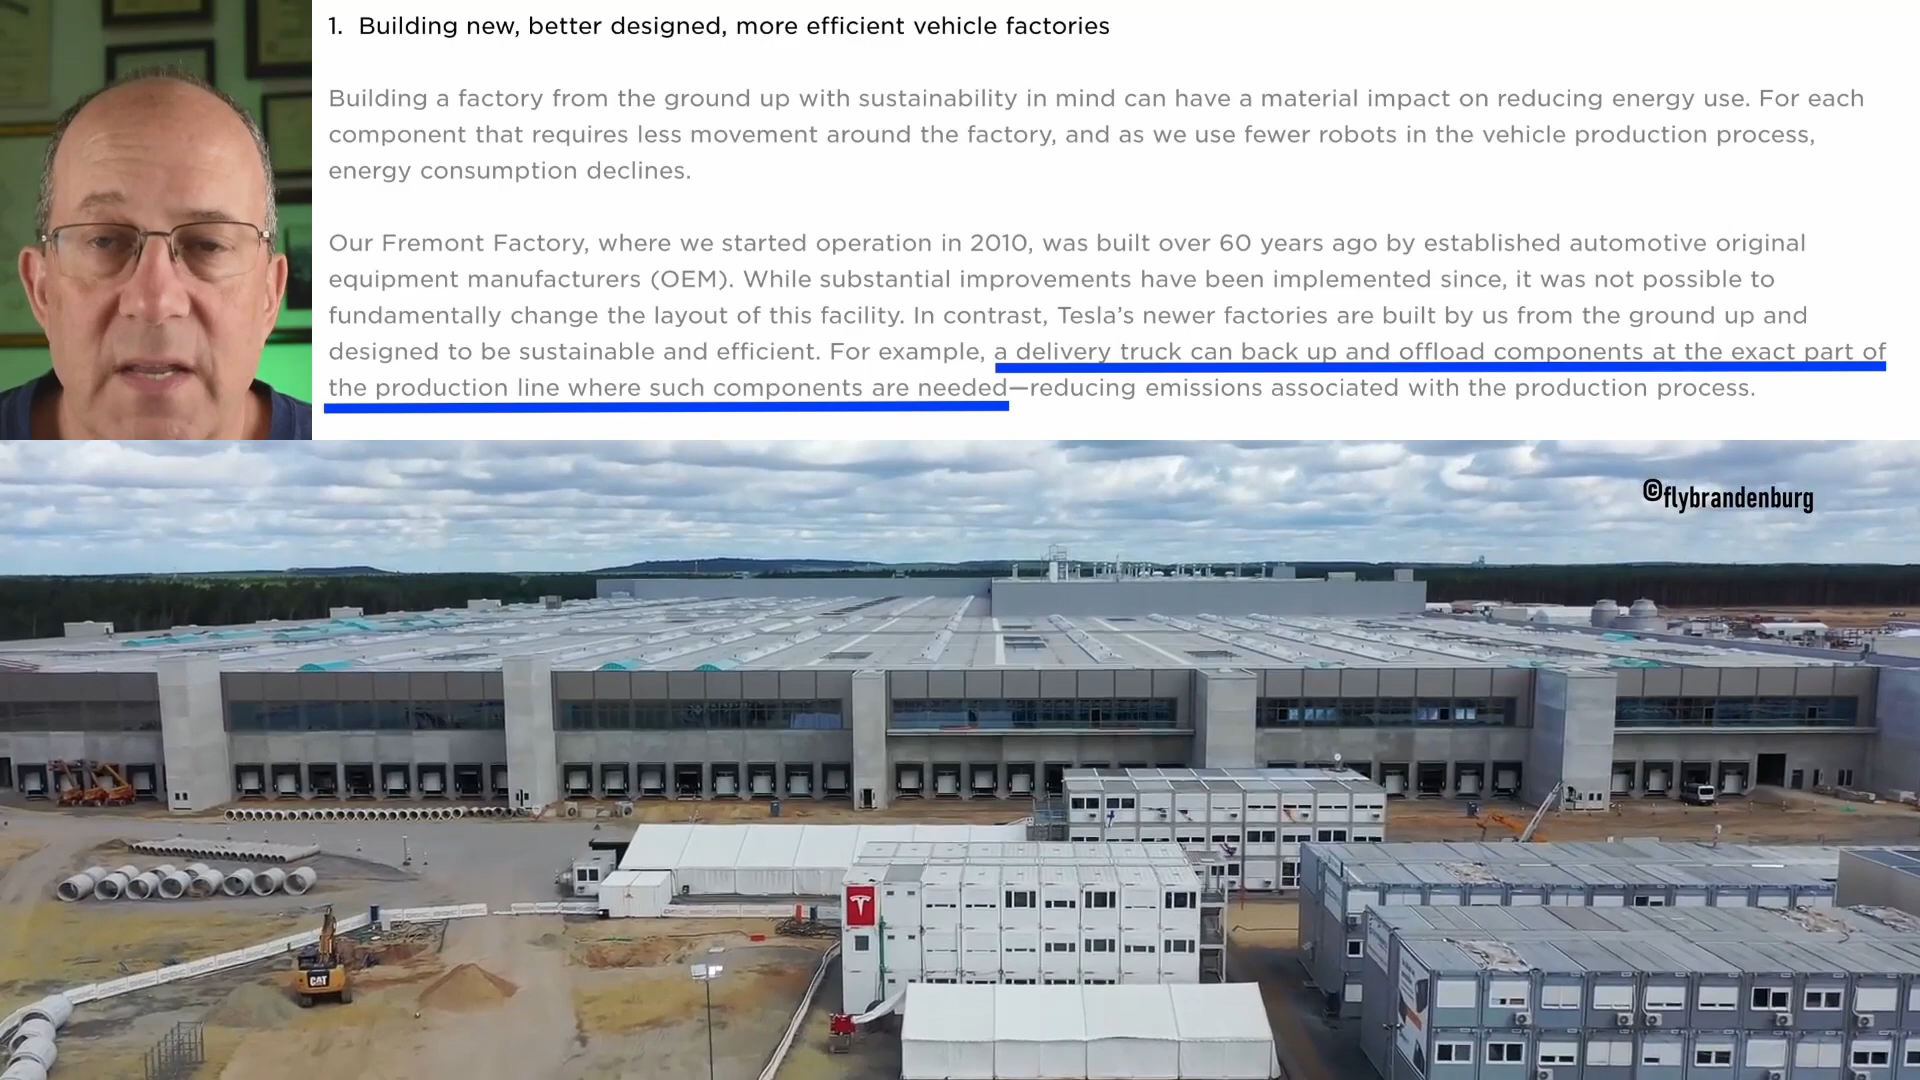 1. Building new, better designed, more efficient vehicle factories
Building a factory from the ground up with sustainability in mind can have a material impact on reducing energy use. For each
component that requires less movement around the factory, and as we use fewer robots in the vehicle production process,
energy consumption declines.
Our Fremont Factory, where we started operation in 2010, was built over 60 years ago by established automotive original
equipment manufacturers (OEM). While substantial improvements have been implemented since, it was not possible to
fundamentally change the layout of this facility. In contrast, Tesla’s newer factories are built by us from the ground up and
designed to be sustainable and efficient. For example, a delivery truck can back up and offload components at the exact part of
the production line where such components are needed—reducing emissions associated with the production process.
©flybrandenburg
CAT